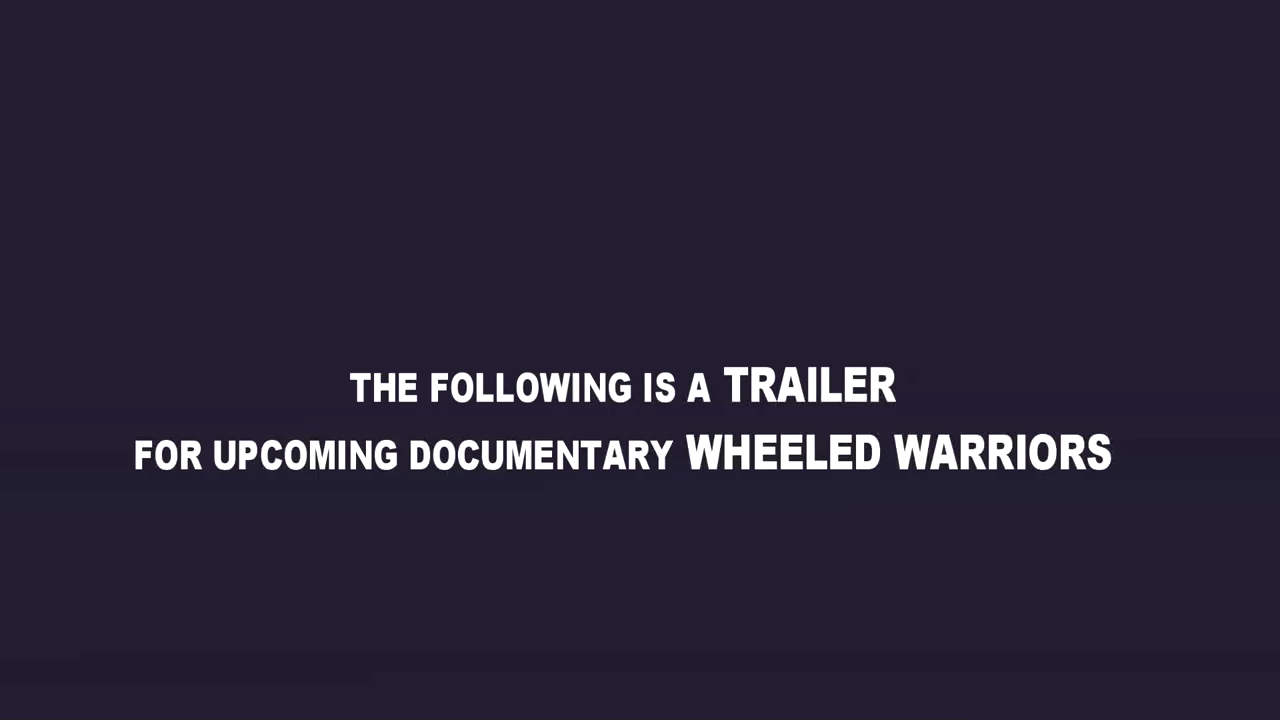 THE FOLLOWING IS A TRAILER
FOR UPCOMING DOCUMENTARY WHEELED WARRIORS